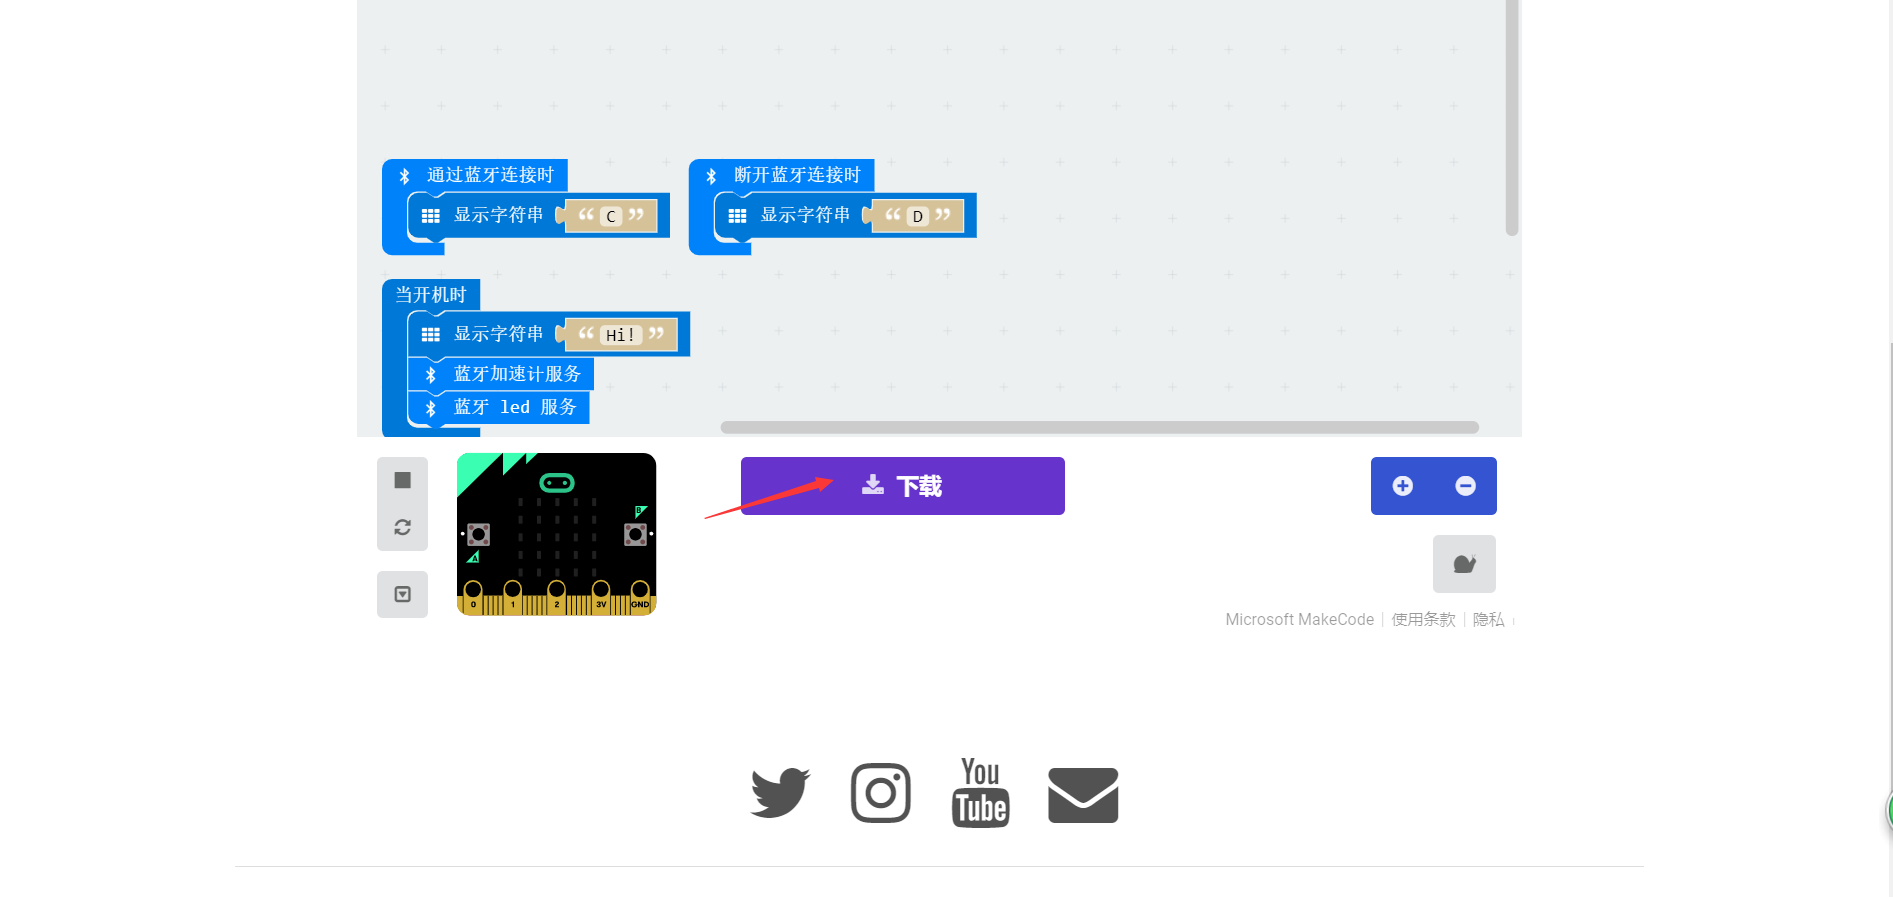 通过蓝牙连接时
断开蓝牙连接时
显示字符串 “ C ”
显示字符串 “ D ”
当开机时
显示字符串 “ Hi! ”
蓝牙加速计服务
蓝牙 led 服务
下载
B
A
0 1 2 3V GND
Microsoft MakeCode | 使用条款 | 隐私
You
Tube